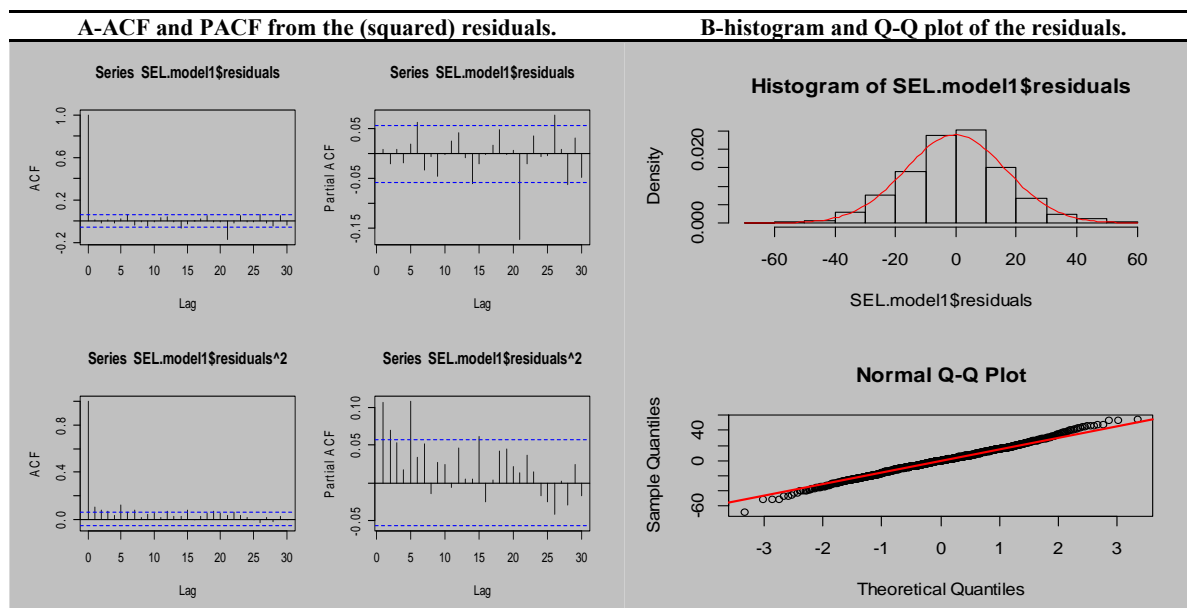 A-ACF and PACF from the (squared) residuals.
B-histogram and Q-Q plot of the residuals.
Series SEL.model1$residuals
ACF
-0.2 0.2 0.6 1.0
0 5 10 15 20 25 30
Lag
Series SEL.model1$residuals
Partial ACF
-0.15 -0.05 0.05
0 5 10 15 20 25 30
Lag
Series SEL.model1$residuals^2
ACF
0.0 0.4 0.8
0 5 10 15 20 25 30
Lag
Series SEL.model1$residuals^2
Partial ACF
-0.05 0.05 0.10
0 5 10 15 20 25 30
Lag
Histogram of SEL.model1$residuals
Density
0.000 0.020
-60 -40 -20 0 20 40 60
SEL.model1$residuals
Normal Q-Q Plot
Sample Quantiles
-60 0 40
-3 -2 -1 0 1 2 3
Theoretical Quantiles